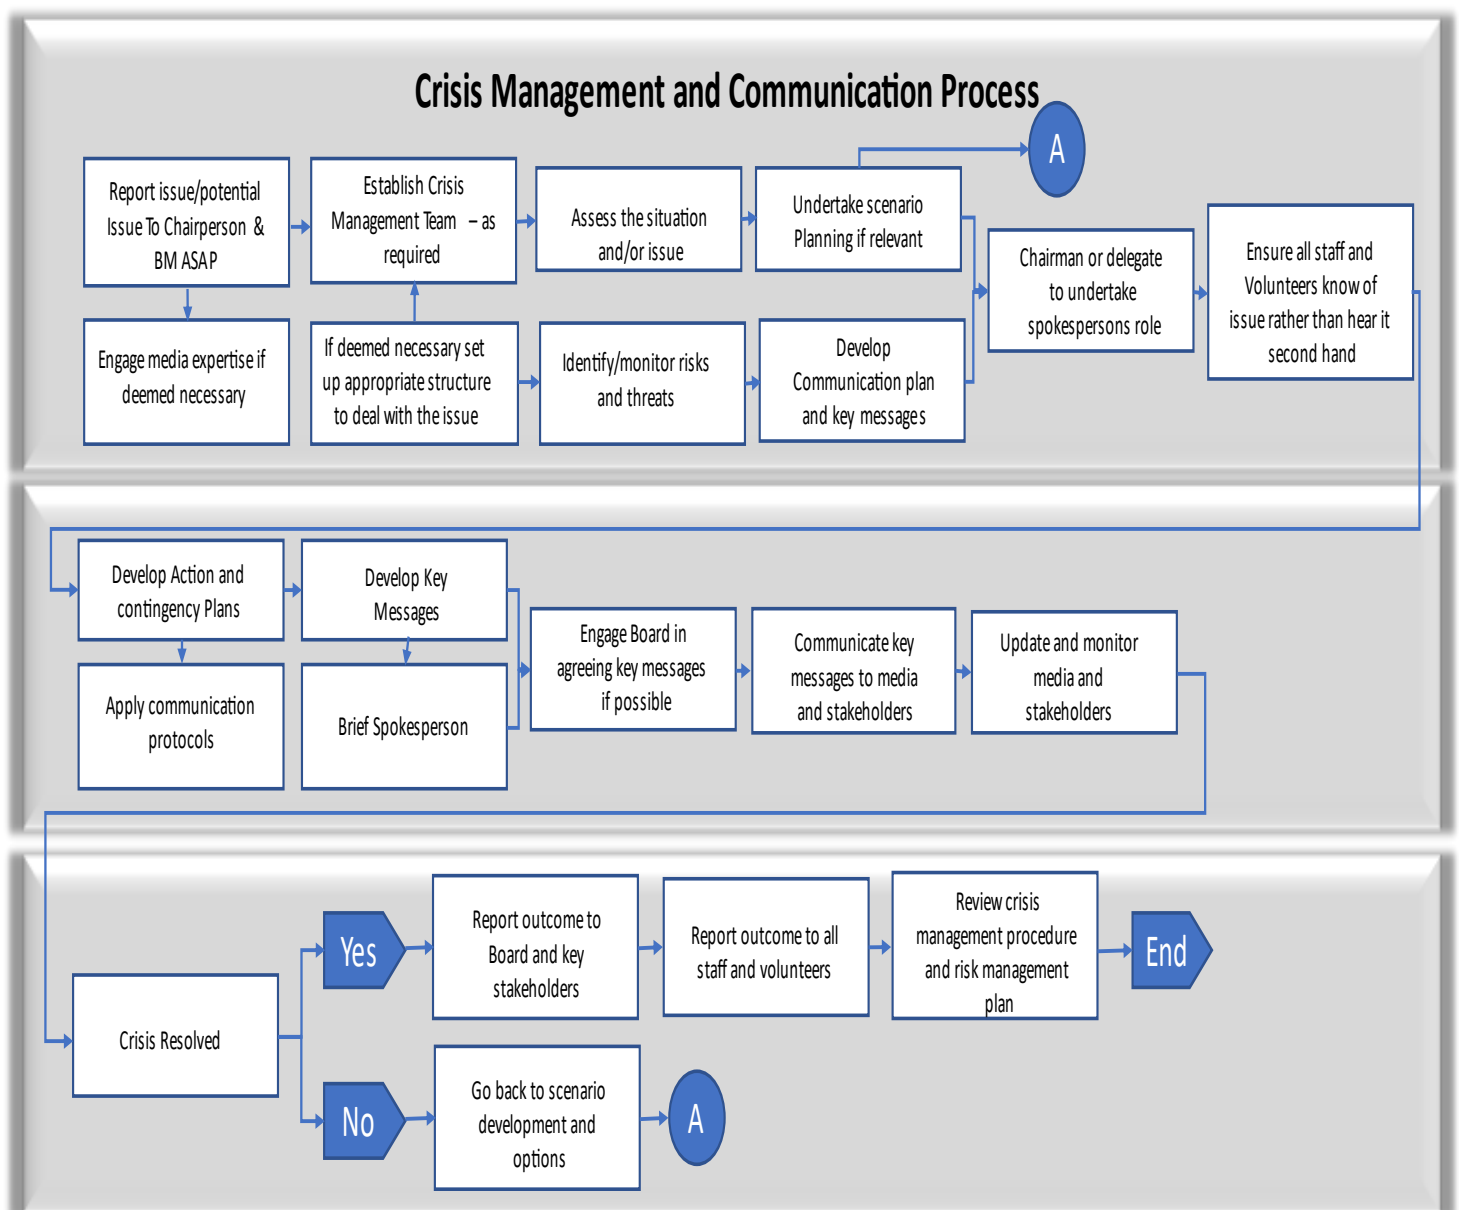 Crisis Management and Communication Process
A
Report issue/potential
Issue To Chairperson &
BM ASAP
Establish Crisis
Management Team – as
required
Assess the situation
and/or issue
Undertake scenario
Planning if relevant
Chairman or delegate
to undertake
spokespersons role
Ensure all staff and
Volunteers know of
issue rather than hear it
second hand
Engage media expertise if
deemed necessary
If deemed necessary set
up appropriate structure
to deal with the issue
Identify/monitor risks
and threats
Develop
Communication plan
and key messages
Develop Action and
contingency Plans
Develop Key
Messages
Engage Board in
agreeing key messages
if possible
Communicate key
messages to media
and stakeholders
Update and monitor
media and
stakeholders
Apply communication
protocols
Brief Spokesperson
Crisis Resolved
Yes
Report outcome to
Board and key
stakeholders
Report outcome to all
staff and volunteers
Review crisis
management procedure
and risk management
plan
End
No
Go back to scenario
development and
options
A